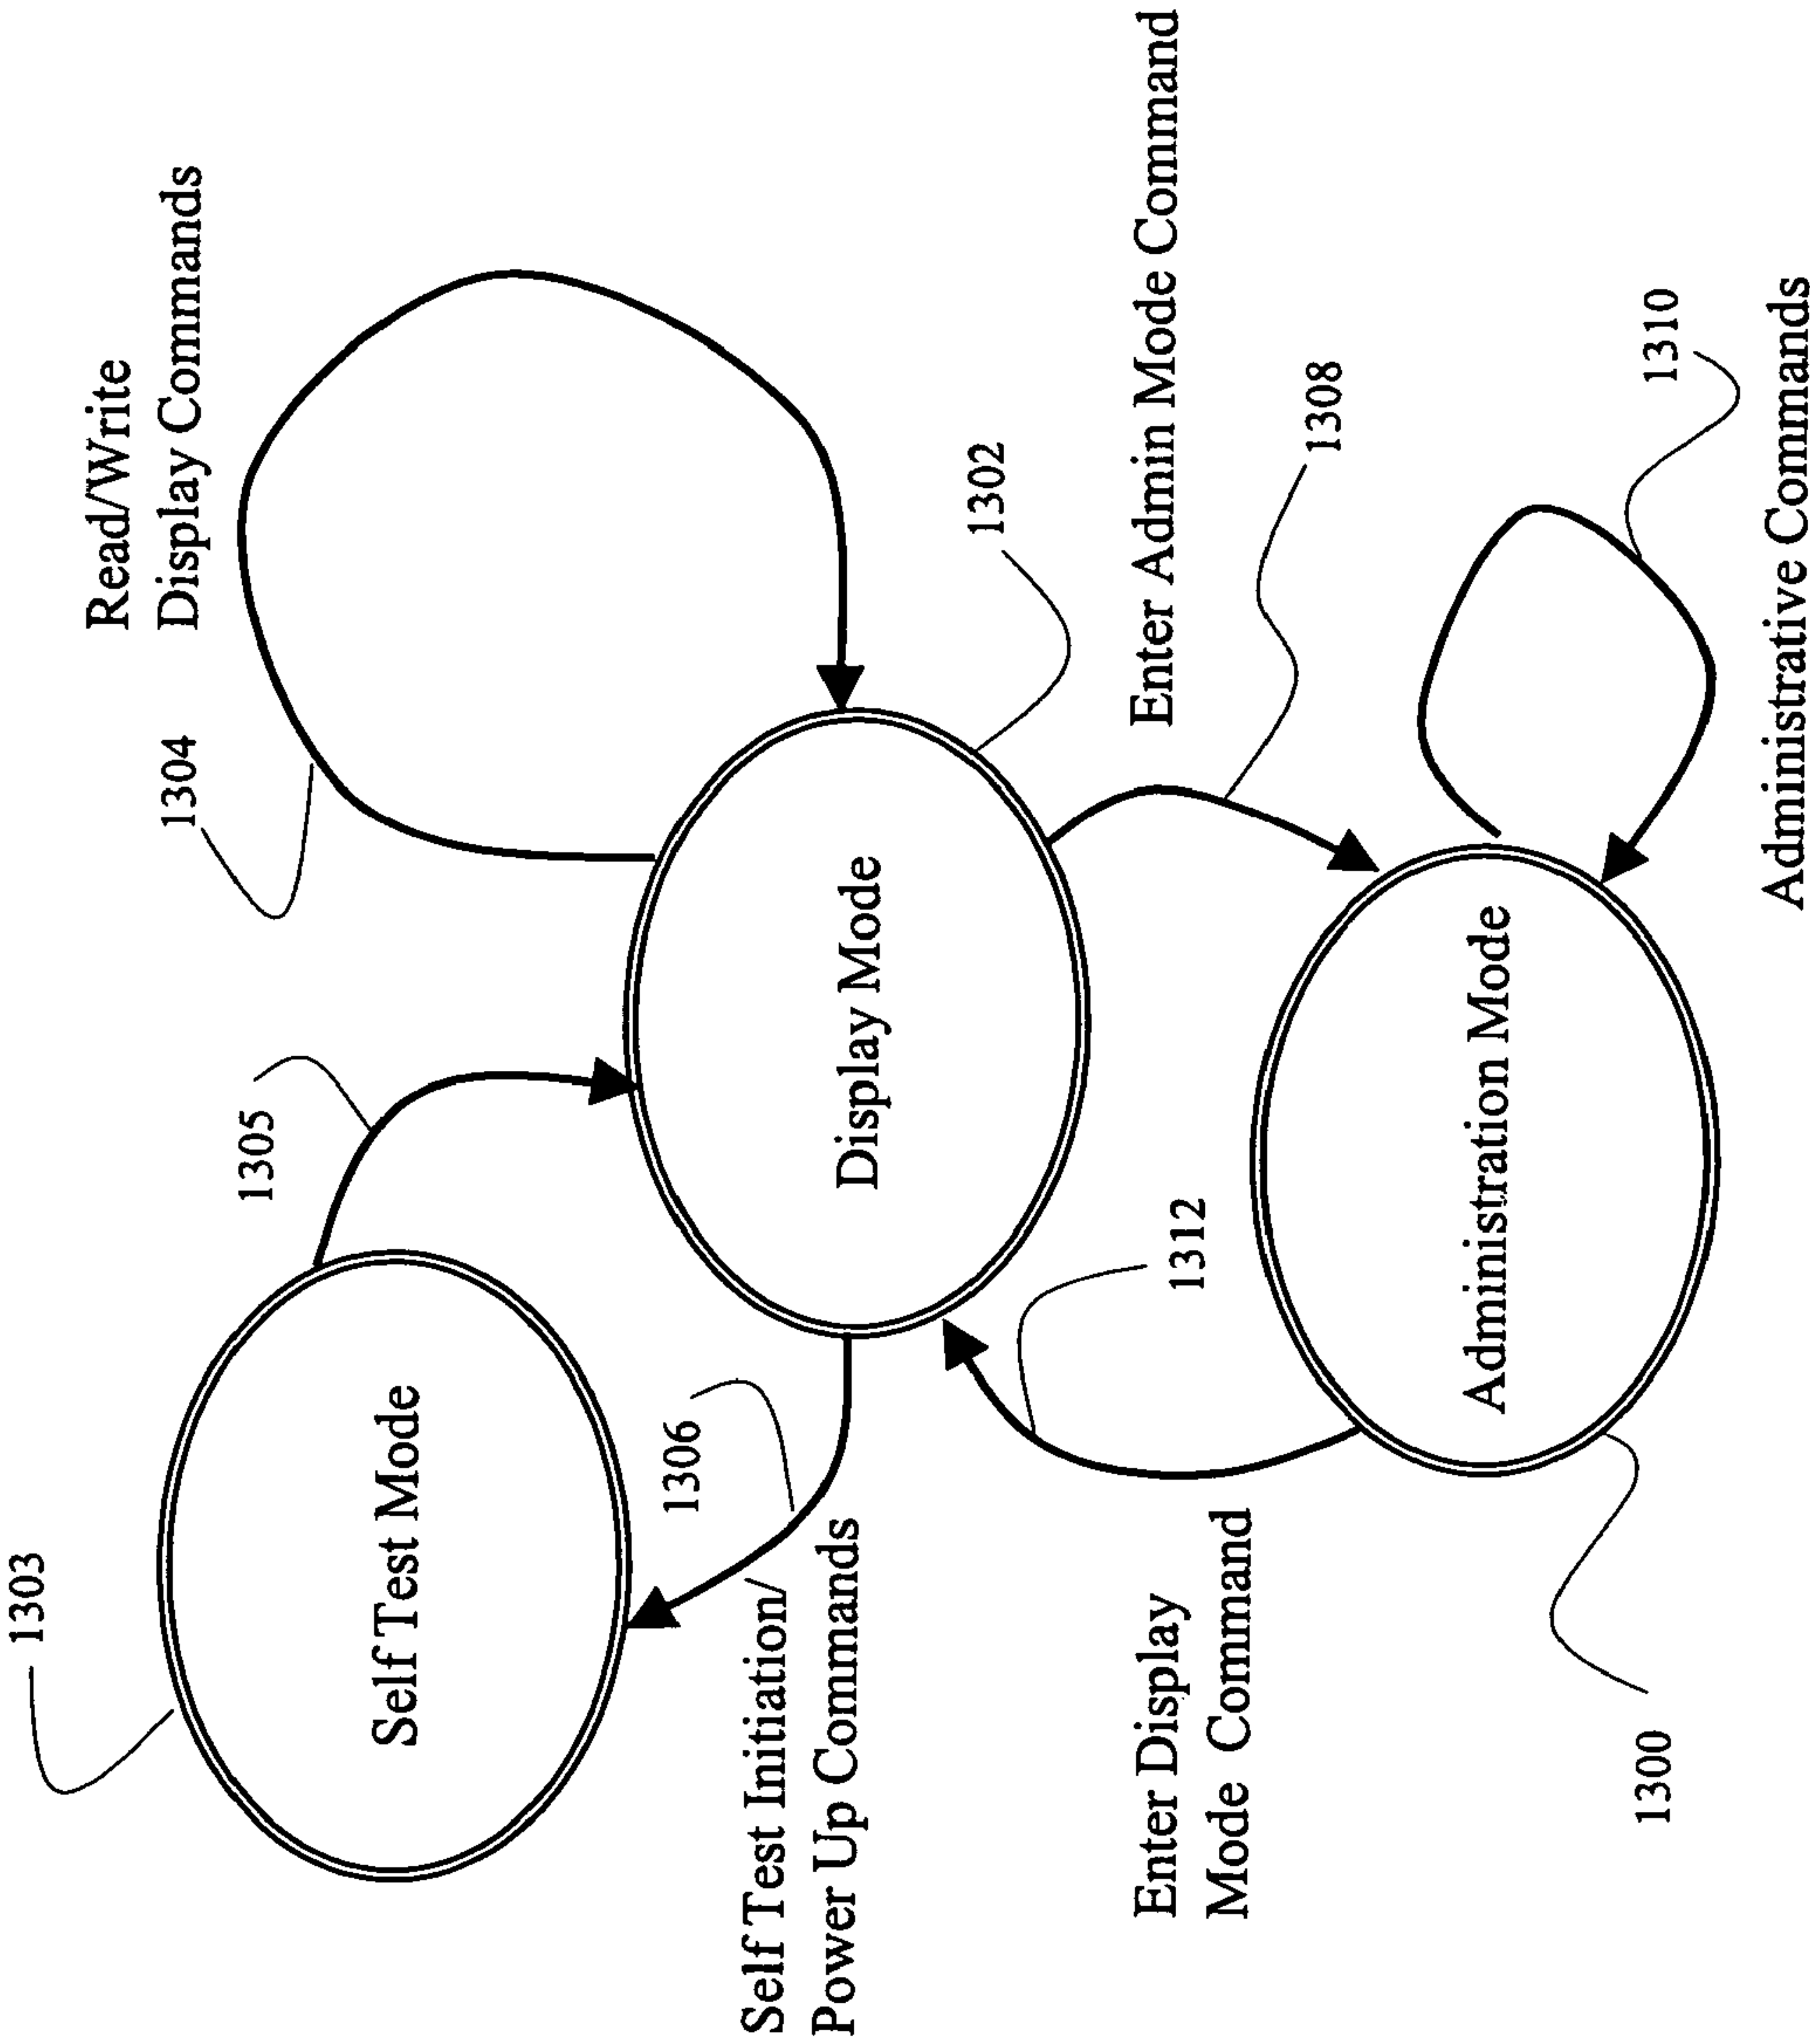 1303
Self Test Mode
1305
1304
Read/Write
Display Commands
Self Test Initiation/
Power Up Commands
1306
Display Mode
1302
Enter Display
Mode Command
1312
Enter Admin Mode Command
1308
1300
Administration Mode
1310
Administrative Commands